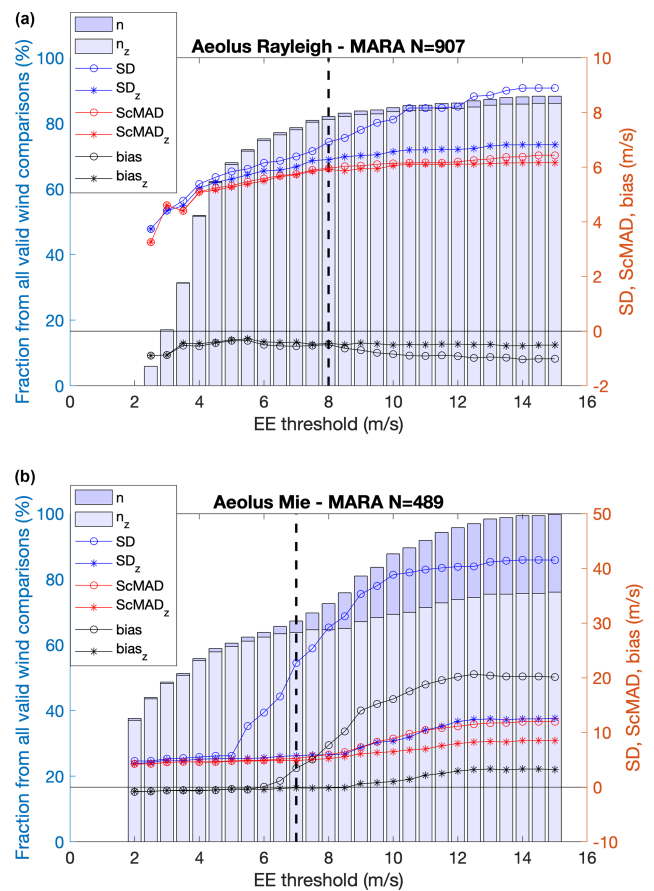 (a)
Aeolus Rayleigh - MARA N=907
n
n_z
SD
SD_z
ScMAD
ScMAD_z
bias
bias_z
Fraction from all valid wind comparisons (%)
100
80
60
40
20
0
10
8
6
4
2
0
-2
SD, ScMAD, bias (m/s)
0 2 4 6 8 10 12 14 16
EE threshold (m/s)
(b)
Aeolus Mie - MARA N=489
n
n_z
SD
SD_z
ScMAD
ScMAD_z
bias
bias_z
Fraction from all valid wind comparisons (%)
100
80
60
40
20
0
50
40
30
20
10
0
-10
SD, ScMAD, bias (m/s)
0 2 4 6 8 10 12 14 16
EE threshold (m/s)